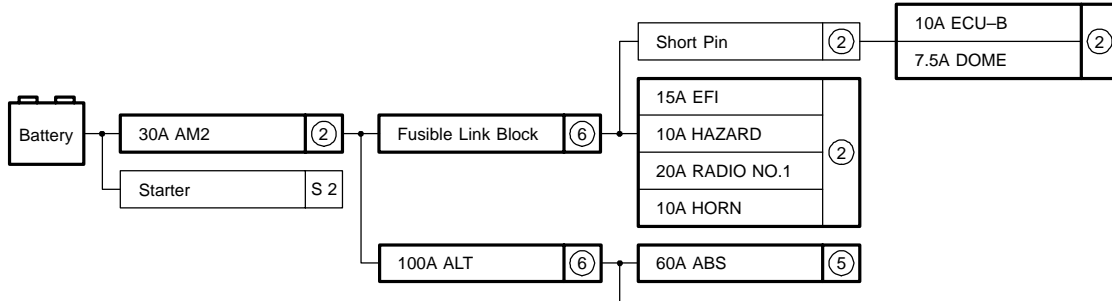 Short Pin ②
10A ECU–B ②
7.5A DOME
Battery
30A AM2 ②
Starter S 2
Fusible Link Block ⑥
15A EFI
10A HAZARD
20A RADIO NO.1
10A HORN
②
100A ALT ⑥
60A ABS ⑤